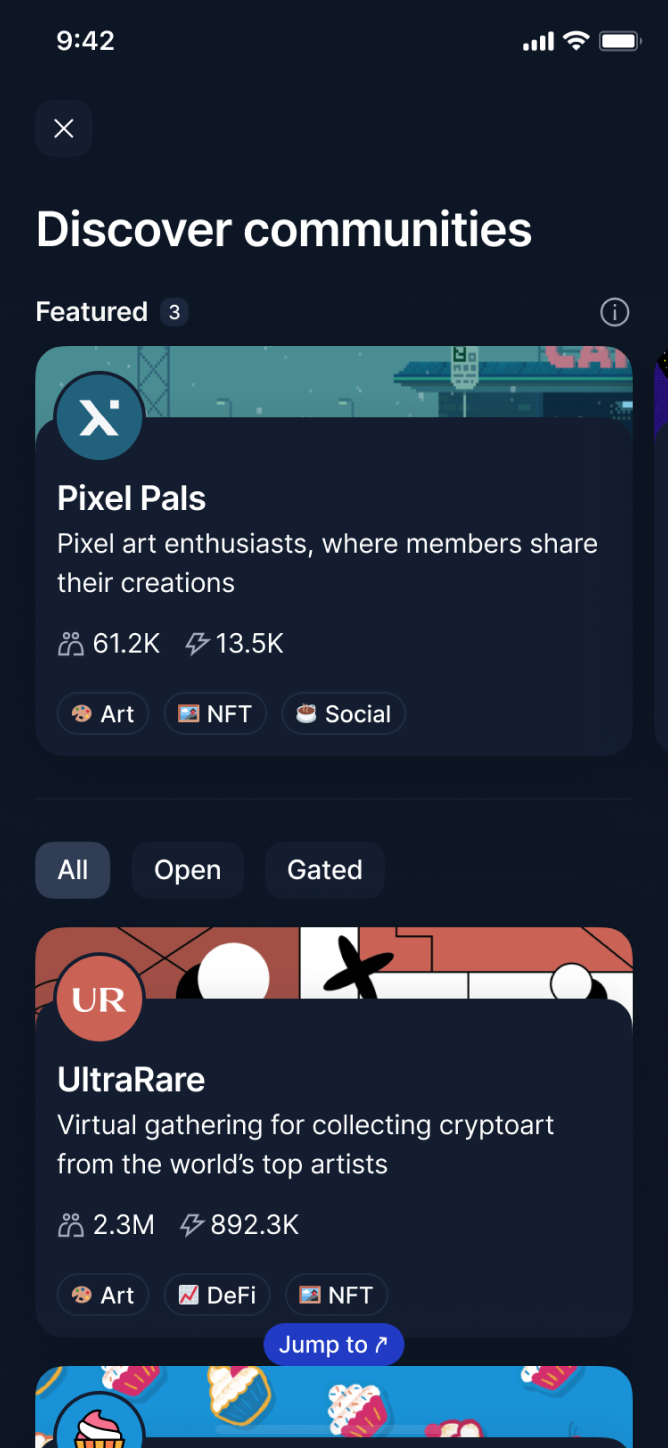 9:42
Discover communities
Featured 3
CAF
Pixel Pals
Pixel art enthusiasts, where members share
their creations
61.2K 13.5K
Art NFT Social
All Open Gated
UR
UltraRare
Virtual gathering for collecting cryptoart
from the world’s top artists
2.3M 892.3K
Art DeFi NFT
Jump to ↗